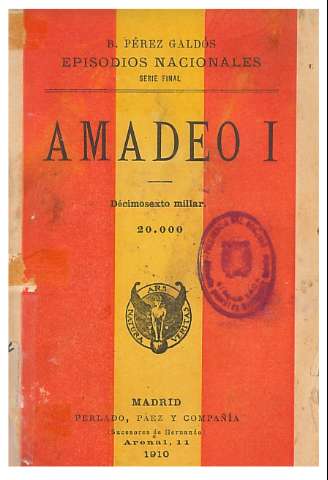 B. PÉREZ GALDÓS
EPISODIOS NACIONALES
SERIE FINAL
AMADEO I
Décimosexto millar.
20.000
ARS
NATURA
VERITAS
MADRID
PERLADO, PÁEZ Y COMPAÑÍA
(Sucesores de Hernando)
Arenal, 11
1910